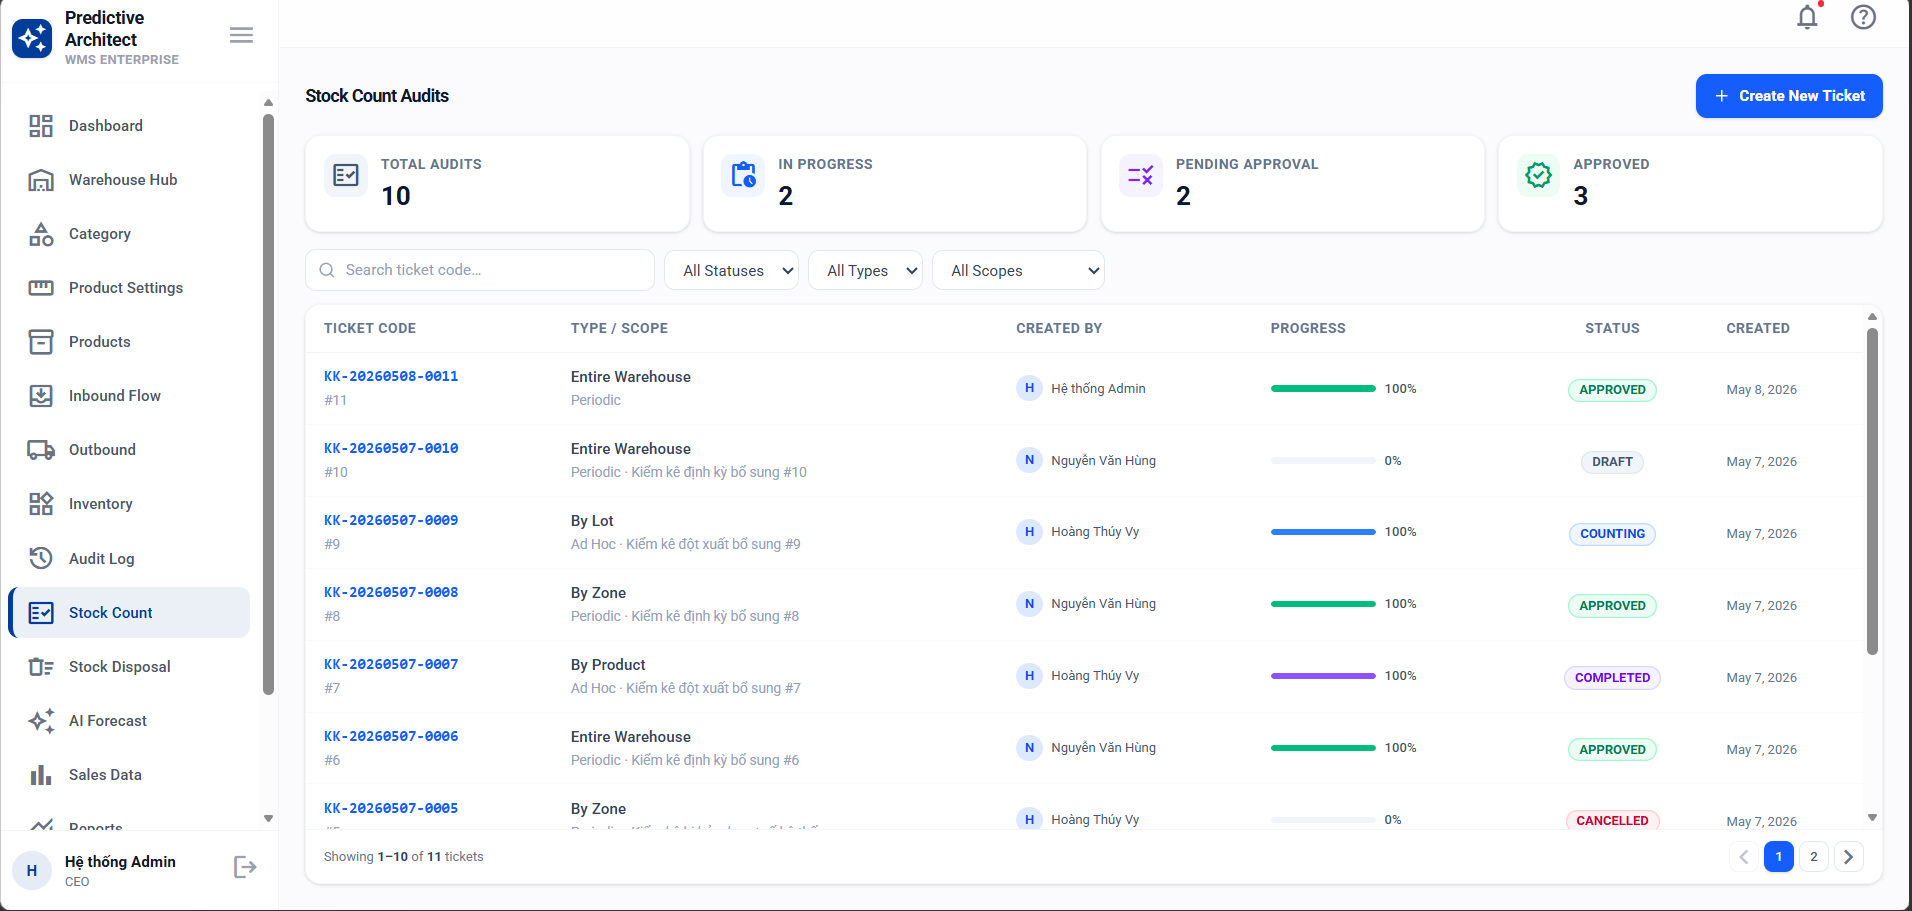 Predictive
Architect
WMS ENTERPRISE
Dashboard
Warehouse Hub
Category
Product Settings
Products
Inbound Flow
Outbound
Inventory
Audit Log
Stock Count
Stock Disposal
AI Forecast
Sales Data
Reports
H
Hệ thống Admin
CEO
Stock Count Audits
+ Create New Ticket
TOTAL AUDITS
10
IN PROGRESS
2
PENDING APPROVAL
2
APPROVED
3
Search ticket code...
All Statuses
All Types
All Scopes
TICKET CODE TYPE / SCOPE CREATED BY PROGRESS STATUS CREATED
KK-20260508-0011 Entire Warehouse H Hệ thống Admin 100% APPROVED May 8, 2026
#11 Periodic
KK-20260507-0010 Entire Warehouse N Nguyễn Văn Hùng 0% DRAFT May 7, 2026
#10 Periodic · Kiểm kê định kỳ bổ sung #10
KK-20260507-0009 By Lot H Hoàng Thúy Vy 100% COUNTING May 7, 2026
#9 Ad Hoc · Kiểm kê đột xuất bổ sung #9
KK-20260507-0008 By Zone N Nguyễn Văn Hùng 100% APPROVED May 7, 2026
#8 Periodic · Kiểm kê định kỳ bổ sung #8
KK-20260507-0007 By Product H Hoàng Thúy Vy 100% COMPLETED May 7, 2026
#7 Ad Hoc · Kiểm kê đột xuất bổ sung #7
KK-20260507-0006 Entire Warehouse N Nguyễn Văn Hùng 100% APPROVED May 7, 2026
#6 Periodic · Kiểm kê định kỳ bổ sung #6
KK-20260507-0005 By Zone H Hoàng Thúy Vy 0% CANCELLED May 7, 2026
Showing 1–10 of 11 tickets
1 2